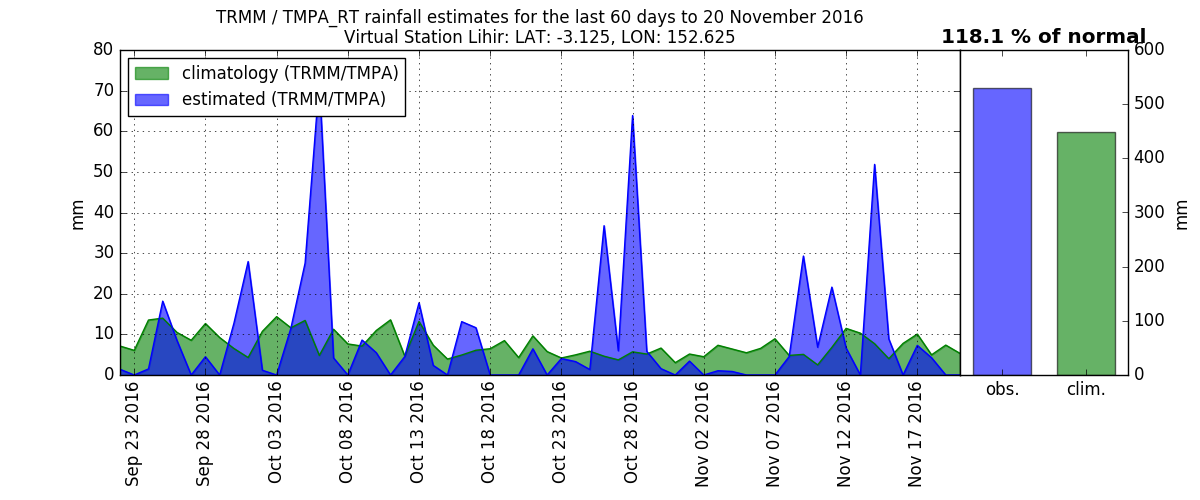 TRMM / TMPA_RT rainfall estimates for the last 60 days to 20 November 2016
Virtual Station Lihir: LAT: -3.125, LON: 152.625
118.1 % of normal
climatology (TRMM/TMPA)
estimated (TRMM/TMPA)
mm
80
70
60
50
40
30
20
10
0
Sep 23 2016
Sep 28 2016
Oct 03 2016
Oct 08 2016
Oct 13 2016
Oct 18 2016
Oct 23 2016
Oct 28 2016
Nov 02 2016
Nov 07 2016
Nov 12 2016
Nov 17 2016
obs.
clim.
600
500
400
300
200
100
0
mm